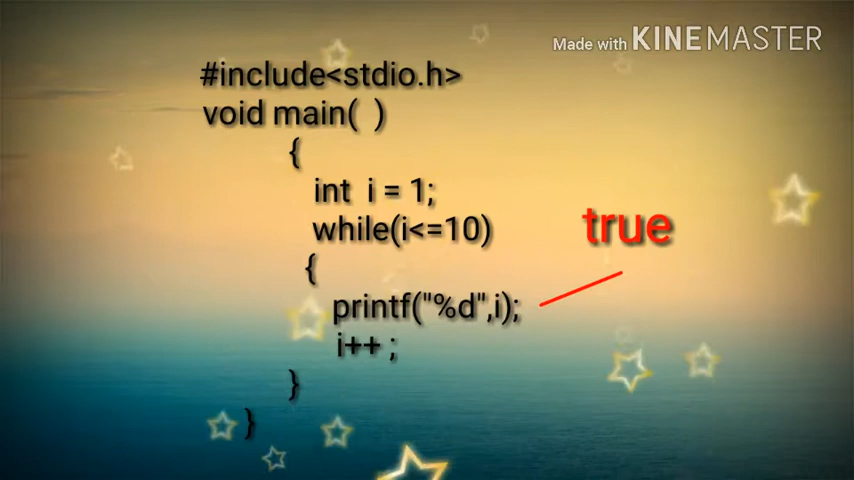 Made with KINEMASTER
#include<stdio.h>
void main( )
{
int i = 1;
while(i<=10)
true
{
printf("%d",i);
i++ ;
}
}